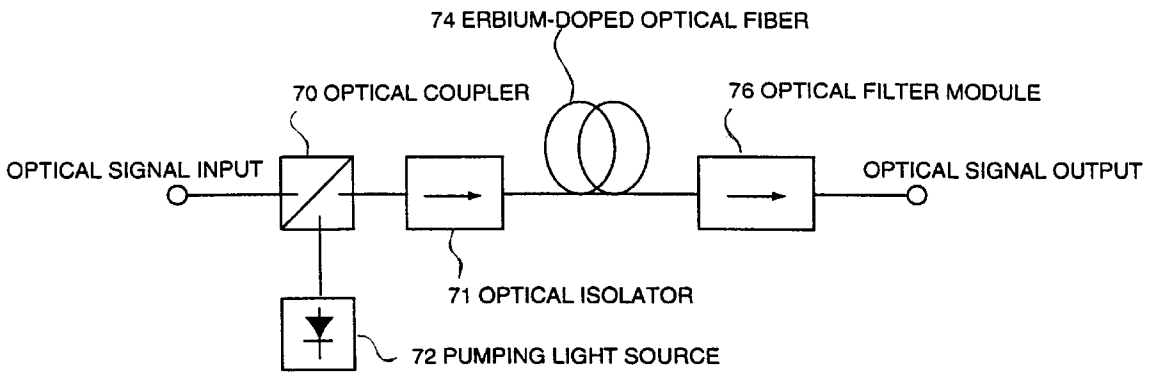 74 ERBIUM-DOPED OPTICAL FIBER
70 OPTICAL COUPLER
76 OPTICAL FILTER MODULE
OPTICAL SIGNAL INPUT
OPTICAL SIGNAL OUTPUT
71 OPTICAL ISOLATOR
72 PUMPING LIGHT SOURCE